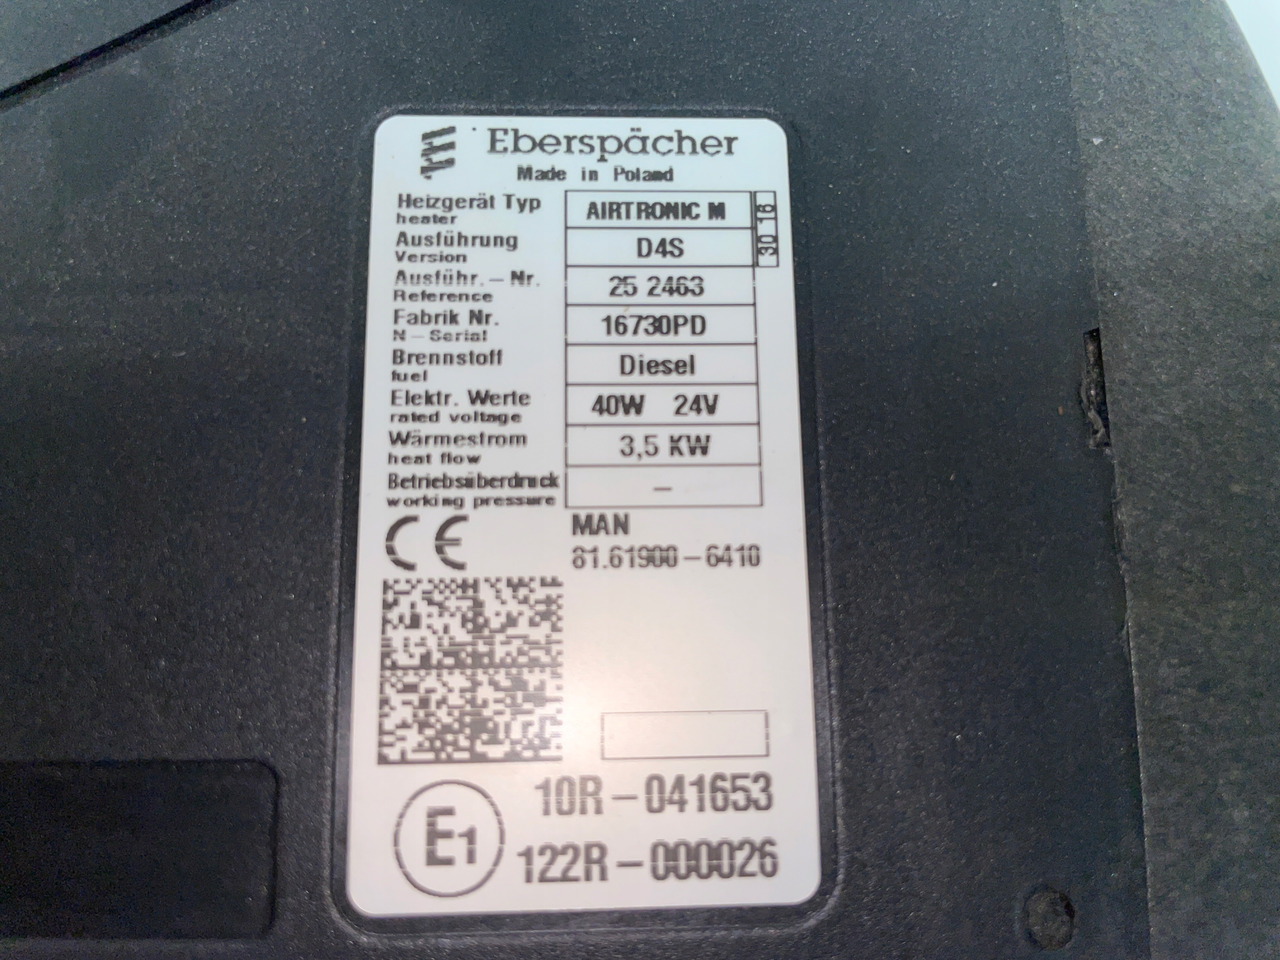 Eberspächer
Made in Poland
Heizgerät Typ
heater
AIRTRONIC M
30 16
Ausführung
Version
D4S
Ausführ. – Nr.
Reference
25 2463
Fabrik Nr.
N – Serial
16730PD
Brennstoff
fuel
Diesel
Elektr. Werte
rated voltage
40W 24V
Wärmestrom
heat flow
3,5 KW
Betriebsüberdruck
working pressure
–
CE
MAN
81.61900–6410
E1
10R–041653
122R–000026